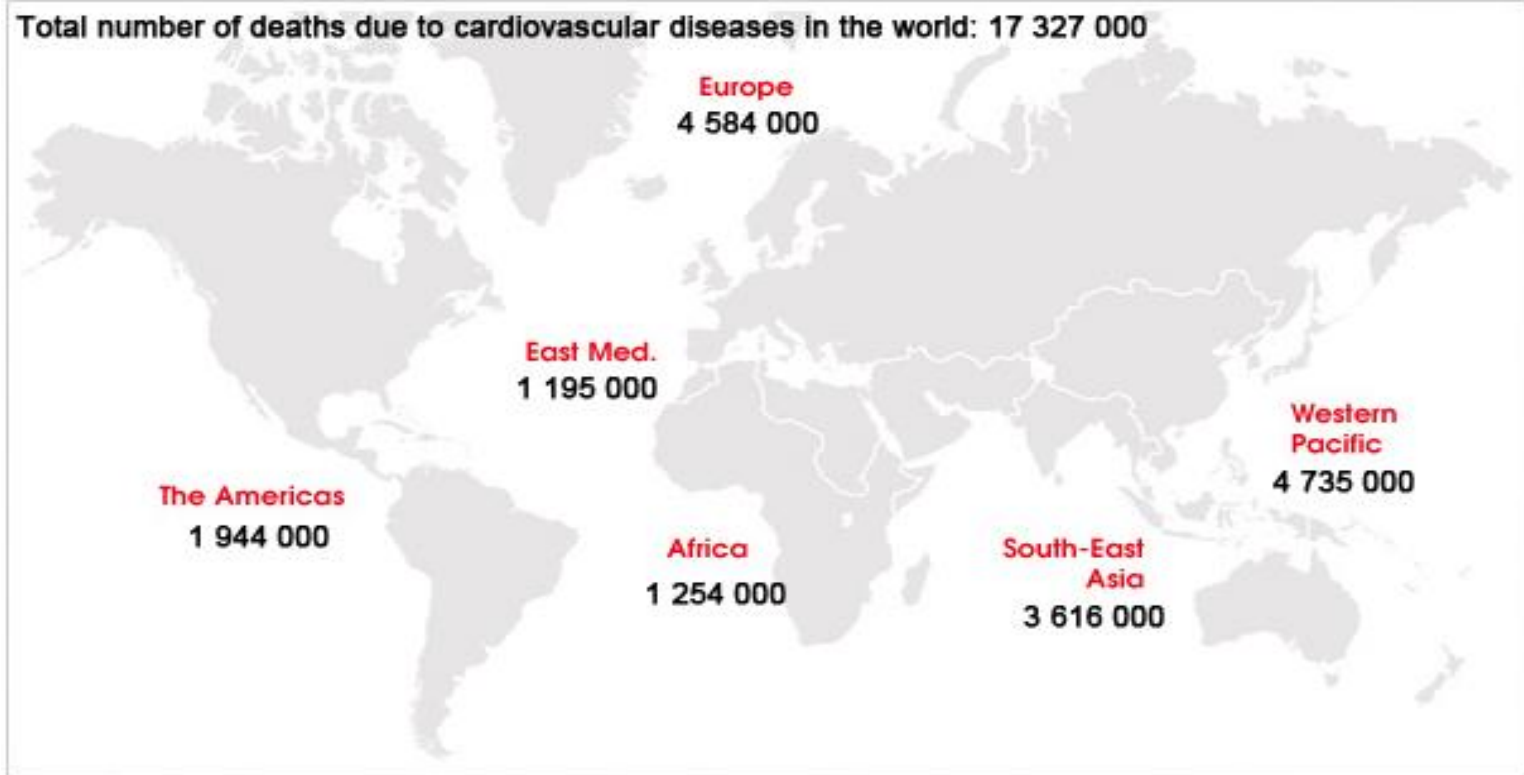 Total number of deaths due to cardiovascular diseases in the world: 17 327 000
Europe
4 584 000
East Med.
1 195 000
Western
Pacific
4 735 000
The Americas
1 944 000
Africa
1 254 000
South-East
Asia
3 616 000